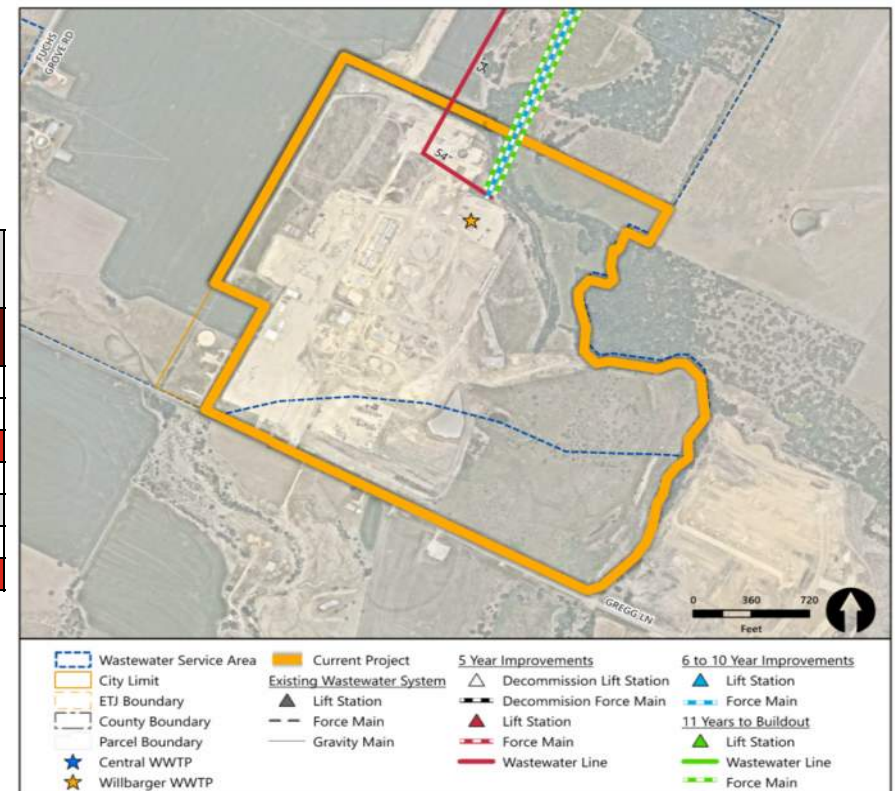 FUCHS
GROVE RD
54"
54"
GREGG LN
0 360 720
Feet
Wastewater Service Area
City Limit
ETJ Boundary
County Boundary
Parcel Boundary
Central WWTP
Willbarger WWTP
Current Project
Existing Wastewater System
Lift Station
Force Main
Gravity Main
5 Year Improvements
Decommission Lift Station
Decommision Force Main
Lift Station
Force Main
Wastewater Line
6 to 10 Year Improvements
Lift Station
Force Main
11 Years to Buildout
Lift Station
Wastewater Line
Force Main